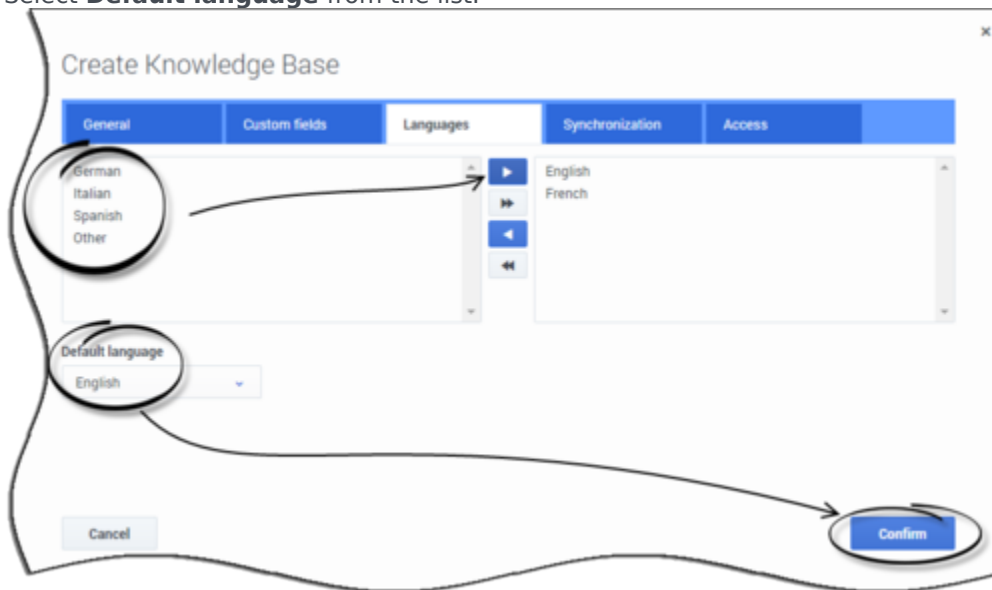 Select Default language from the list.
×
Create Knowledge Base
General Custom fields Languages Synchronization Access
German
Italian
Spanish
Other
English
French
Default language
English
Cancel
Confirm